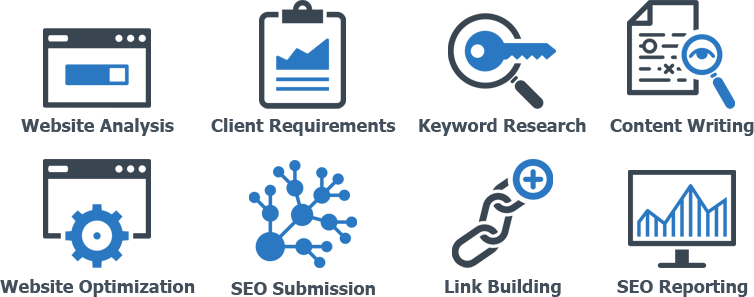 Website Analysis
Client Requirements
Keyword Research
Content Writing
Website Optimization
SEO Submission
Link Building
SEO Reporting